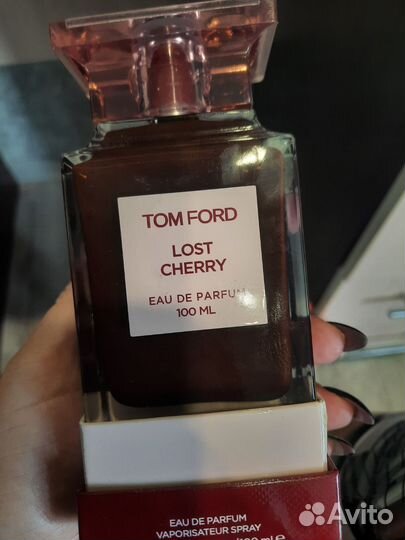 TOM FORD
LOST
CHERRY
EAU DE PARFUM
100 ML
EAU DE PARFUM
VAPORISATEUR SPRAY
Avito